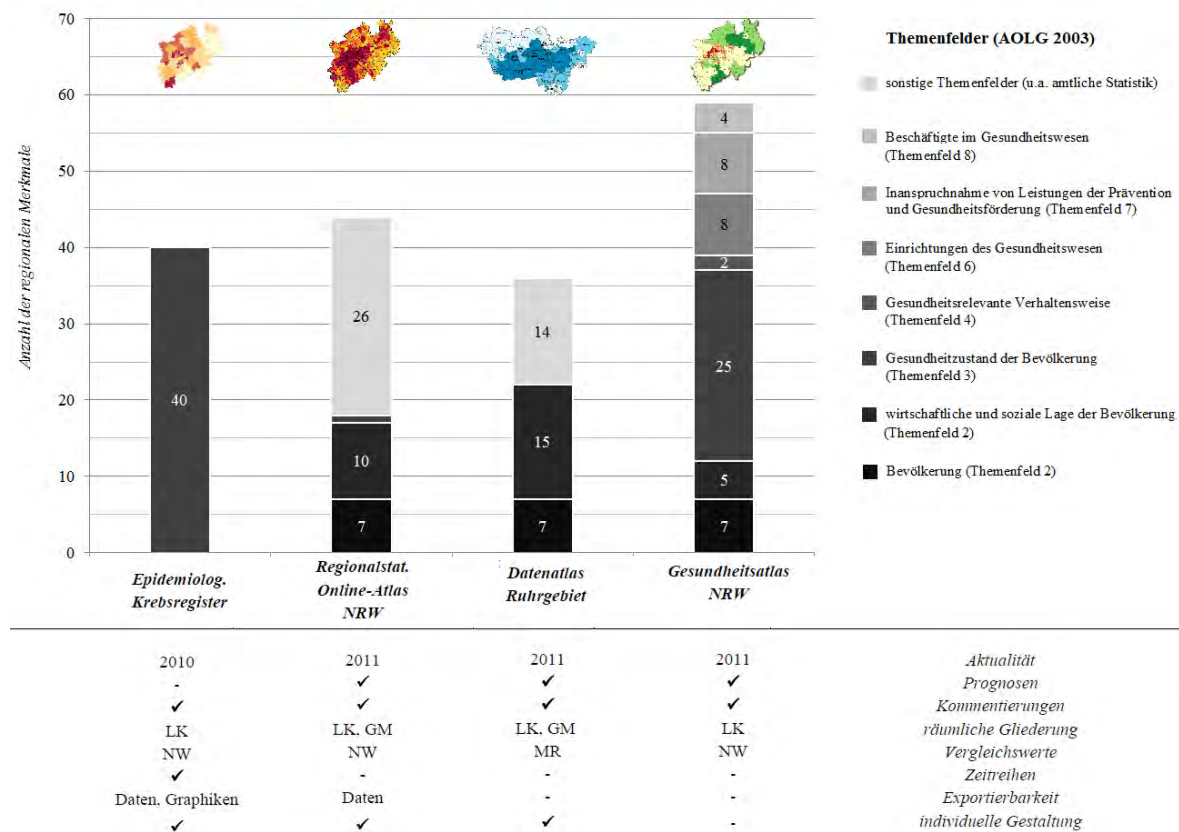 70
60
50
40
30
20
10
0
Anzahl der regionalen Merkmale
40
26
10
7
14
15
7
4
8
8
2
25
5
7
Epidemiolog.
Krebsregister
Regionalstat.
Online-Atlas
NRW
Datenatlas
Ruhrgebiet
Gesundheitsatlas
NRW
Themenfelder (AOLG 2003)
sonstige Themenfelder (u.a. amtliche Statistik)
Beschäftigte im Gesundheitswesen
(Themenfeld 8)
Inanspruchnahme von Leistungen der Prävention
und Gesundheitsförderung (Themenfeld 7)
Einrichtungen des Gesundheitswesen
(Themenfeld 6)
Gesundheitsrelevante Verhaltensweise
(Themenfeld 4)
Gesundheitzustand der Bevölkerung
(Themenfeld 3)
wirtschaftliche und soziale Lage der Bevölkerung
(Themenfeld 2)
Bevölkerung (Themenfeld 2)
2010 2011 2011 2011 Aktualität
- ✓ ✓ ✓ Prognosen
✓ ✓ ✓ ✓ Kommentierungen
LK LK, GM LK, GM LK räumliche Gliederung
NW NW MR NW Vergleichswerte
✓ - - - Zeitreihen
Daten, Graphiken Daten - - Exportierbarkeit
✓ ✓ ✓ - individuelle Gestaltung